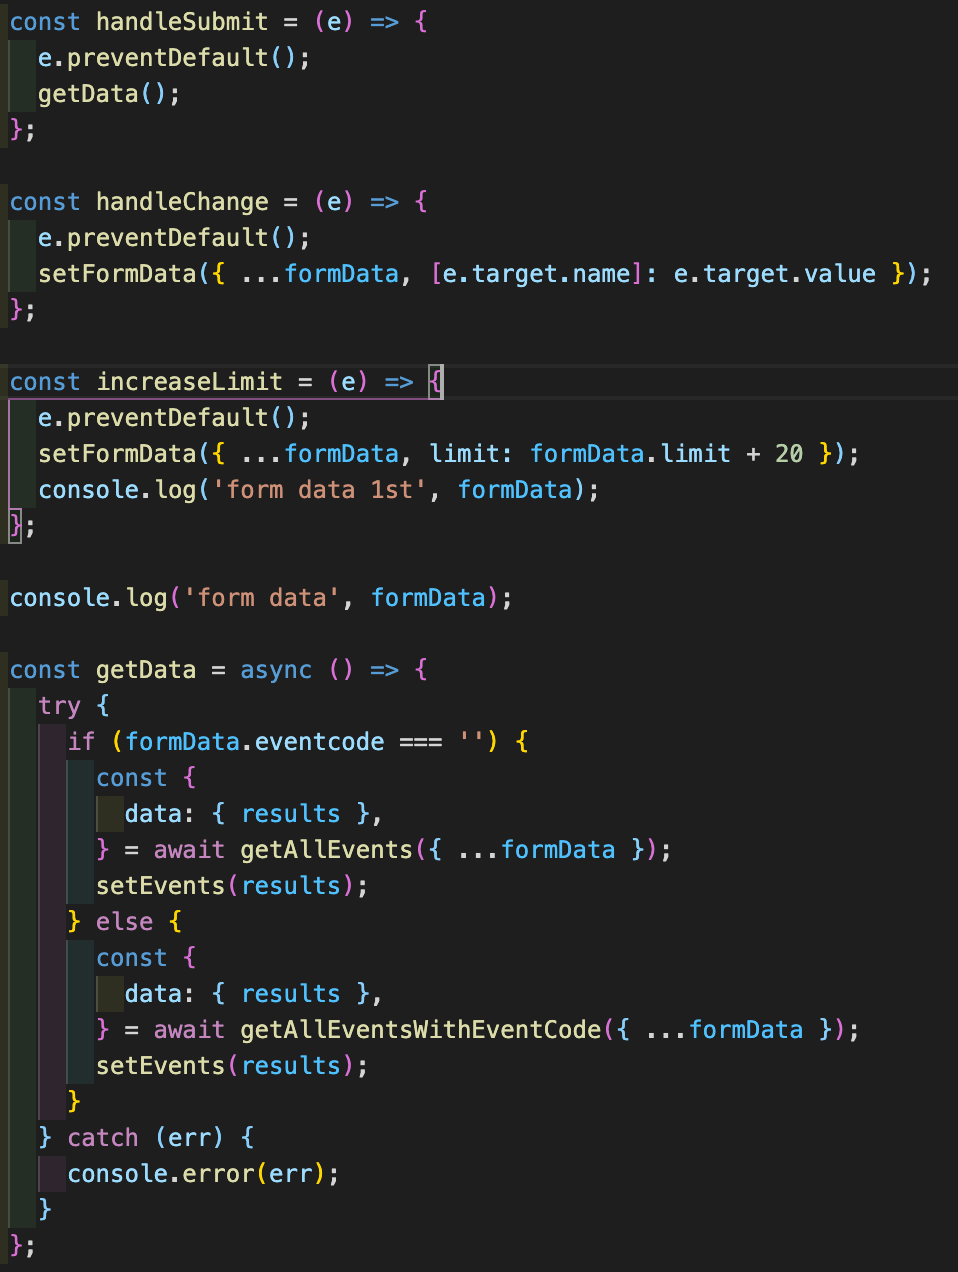 const handleSubmit = (e) => {
  e.preventDefault();
  getData();
};

const handleChange = (e) => {
  e.preventDefault();
  setFormData({ ...formData, [e.target.name]: e.target.value });
};

const increaseLimit = (e) => {
  e.preventDefault();
  setFormData({ ...formData, limit: formData.limit + 20 });
  console.log('form data 1st', formData);
};

console.log('form data', formData);

const getData = async () => {
  try {
    if (formData.eventcode === '') {
      const {
        data: { results },
      } = await getAllEvents({ ...formData });
      setEvents(results);
    } else {
      const {
        data: { results },
      } = await getAllEventsWithEventCode({ ...formData });
      setEvents(results);
    }
  } catch (err) {
    console.error(err);
  }
};